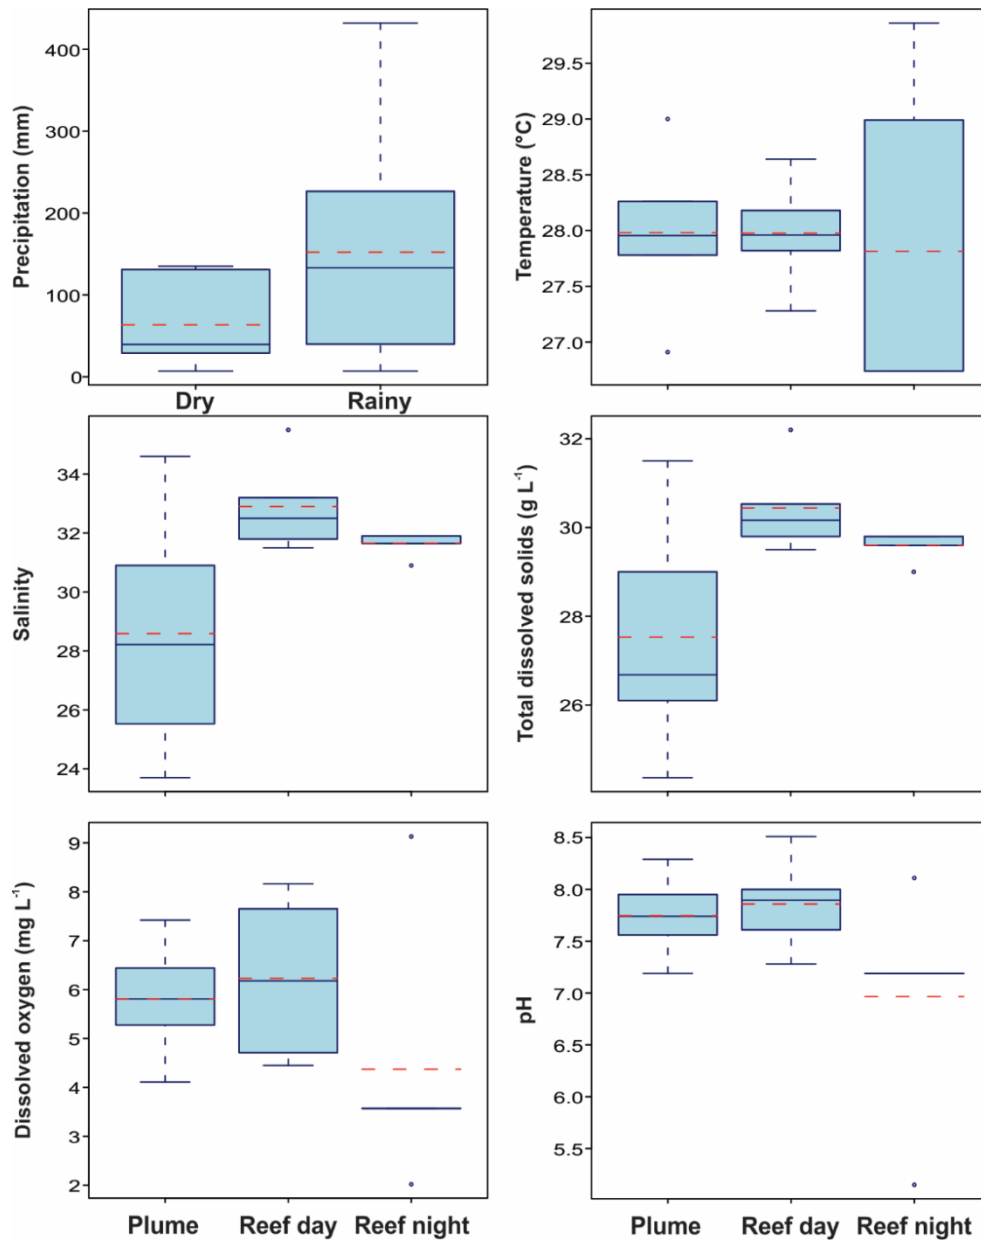 Precipitation (mm)
400
300
200
100
0
Dry
Rainy
Temperature (°C)
29.5
29.0
28.5
28.0
27.5
27.0
Salinity
34
32
30
28
26
24
Total dissolved solids (g L⁻¹)
32
30
28
26
Dissolved oxygen (mg L⁻¹)
9
8
7
6
5
4
3
2
Plume
Reef day
Reef night
pH
8.5
8.0
7.5
7.0
6.5
6.0
5.5
Plume
Reef day
Reef night